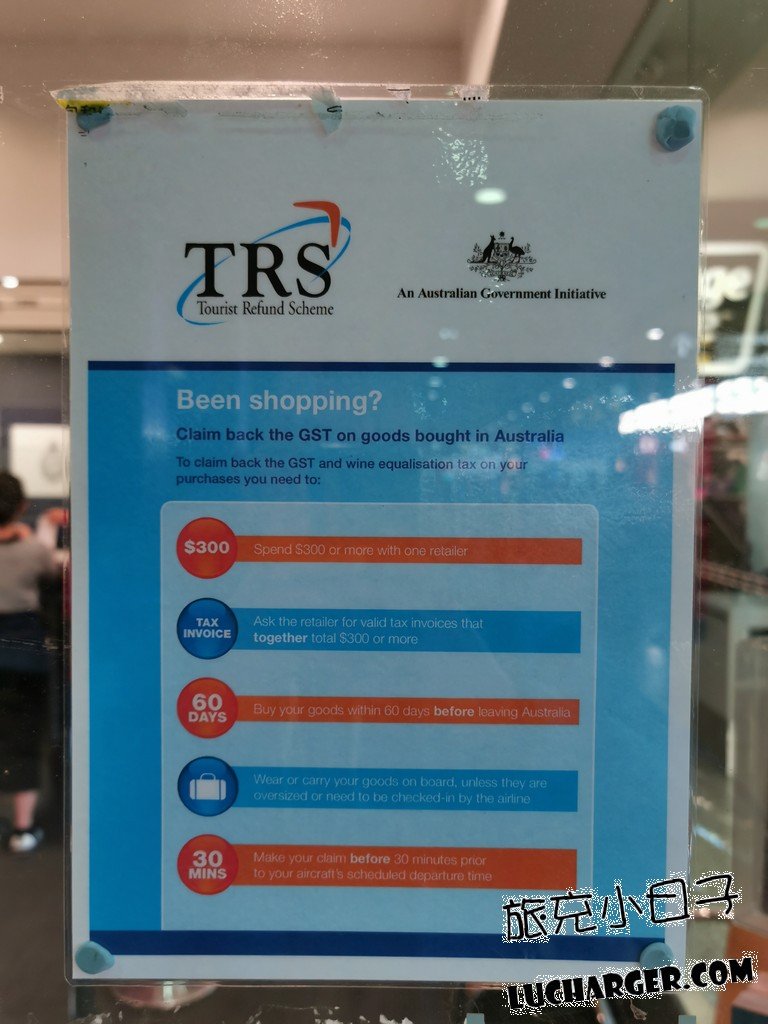 TRS
Tourist Refund Scheme
An Australian Government Initiative
Been shopping?
Claim back the GST on goods bought in Australia
To claim back the GST and wine equalisation tax on your
purchases you need to:
$300
Spend $300 or more with one retailer
TAX
INVOICE
Ask the retailer for valid tax invoices that
together total $300 or more
60
DAYS
Buy your goods within 60 days before leaving Australia
Wear or carry your goods on board, unless they are
oversized or need to be checked-in by the airline
30
MINS
Make your claim before 30 minutes prior
to your aircraft's scheduled departure time
旅充小日子
LUCHARGER.COM